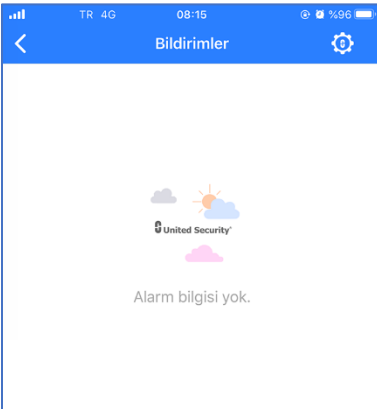 TR 4G 08:15 %96
Bildirimler
United Security
Alarm bilgisi yok.